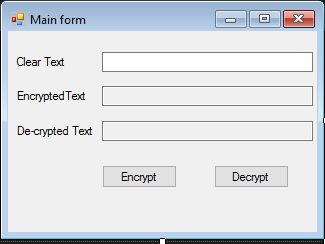 Main form
Clear Text
EncryptedText
De-crypted Text
Encrypt Decrypt